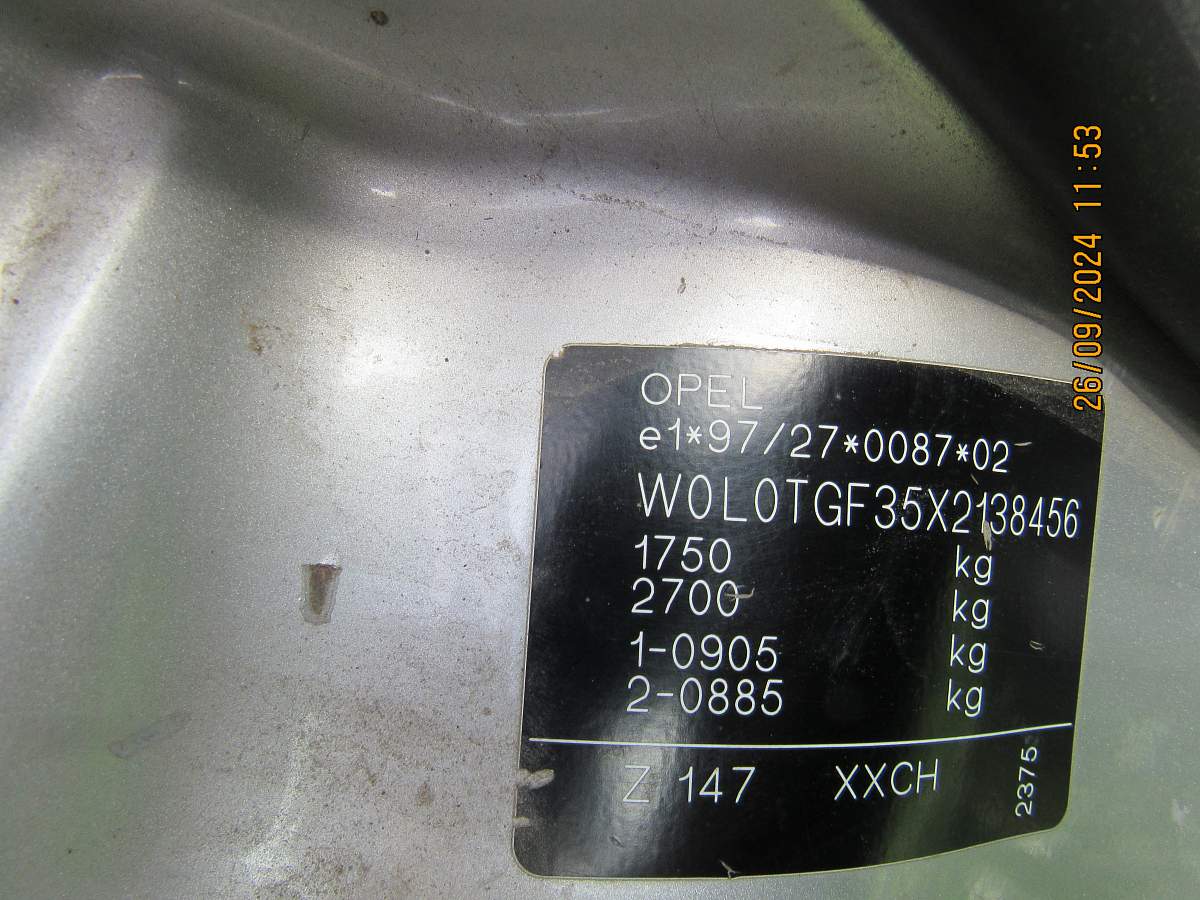 OPEL
e1*97/27*0087*02
W0L0TGF35X2138456
1750 kg
2700 kg
1-0905 kg
2-0885 kg
Z 147 XXCH 2375
26/09/2024 11:53